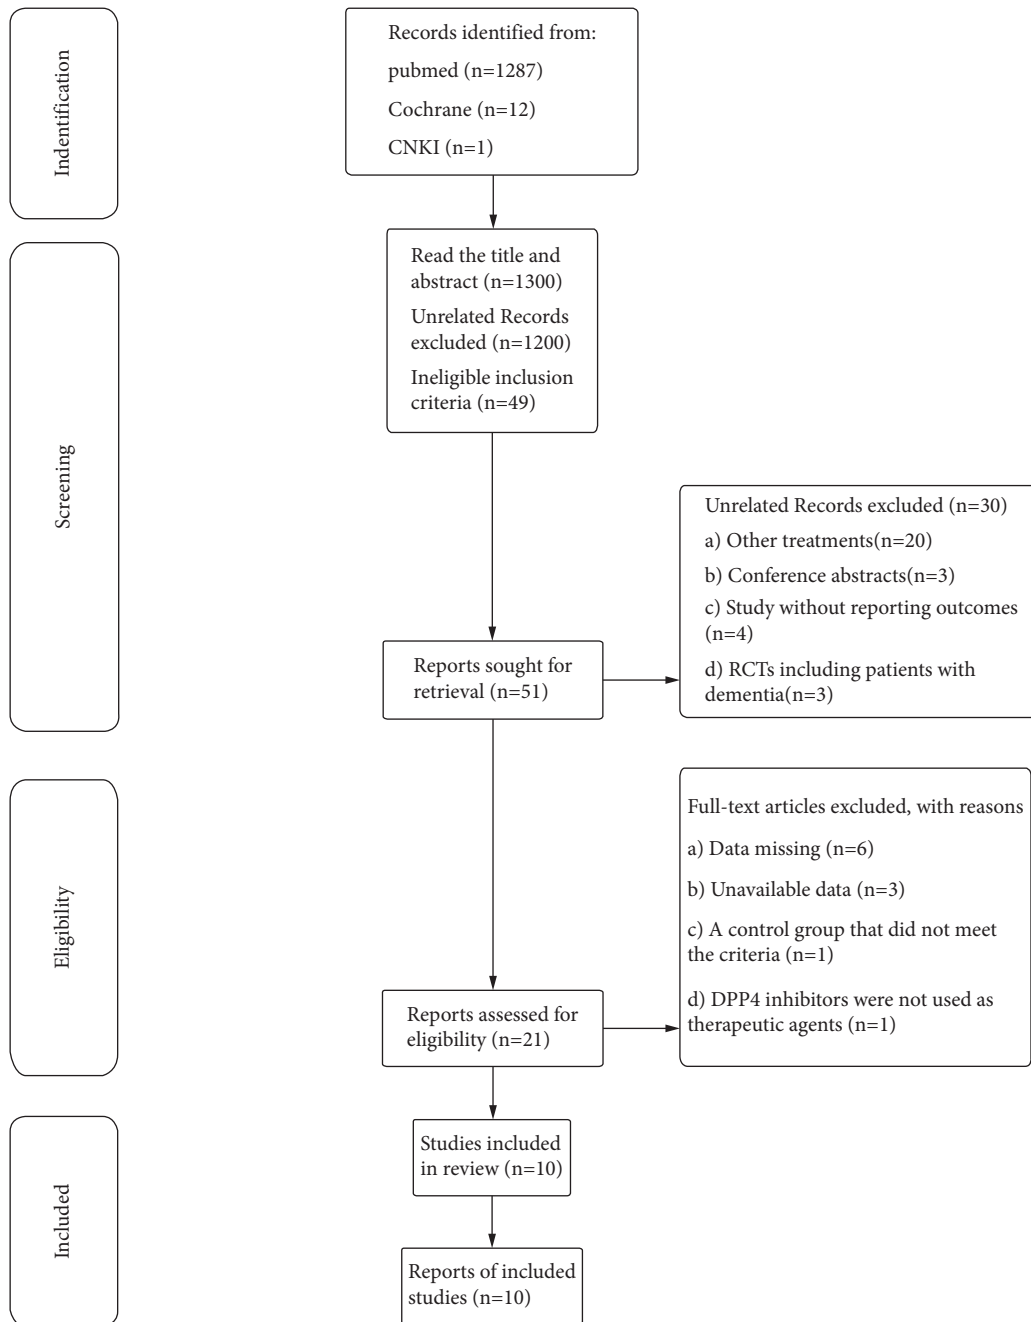 Indentification
Records identified from:
pubmed (n=1287)
Cochrane (n=12)
CNKI (n=1)
Screening
Read the title and
abstract (n=1300)
Unrelated Records
excluded (n=1200)
Ineligible inclusion
criteria (n=49)
Reports sought for
retrieval (n=51)
Unrelated Records excluded (n=30)
a) Other treatments(n=20)
b) Conference abstracts(n=3)
c) Study without reporting outcomes
(n=4)
d) RCTs including patients with
dementia(n=3)
Eligibility
Reports assessed for
eligibility (n=21)
Full-text articles excluded, with reasons
a) Data missing (n=6)
b) Unavailable data (n=3)
c) A control group that did not meet
the criteria (n=1)
d) DPP4 inhibitors were not used as
therapeutic agents (n=1)
Included
Studies included
in review (n=10)
Reports of included
studies (n=10)